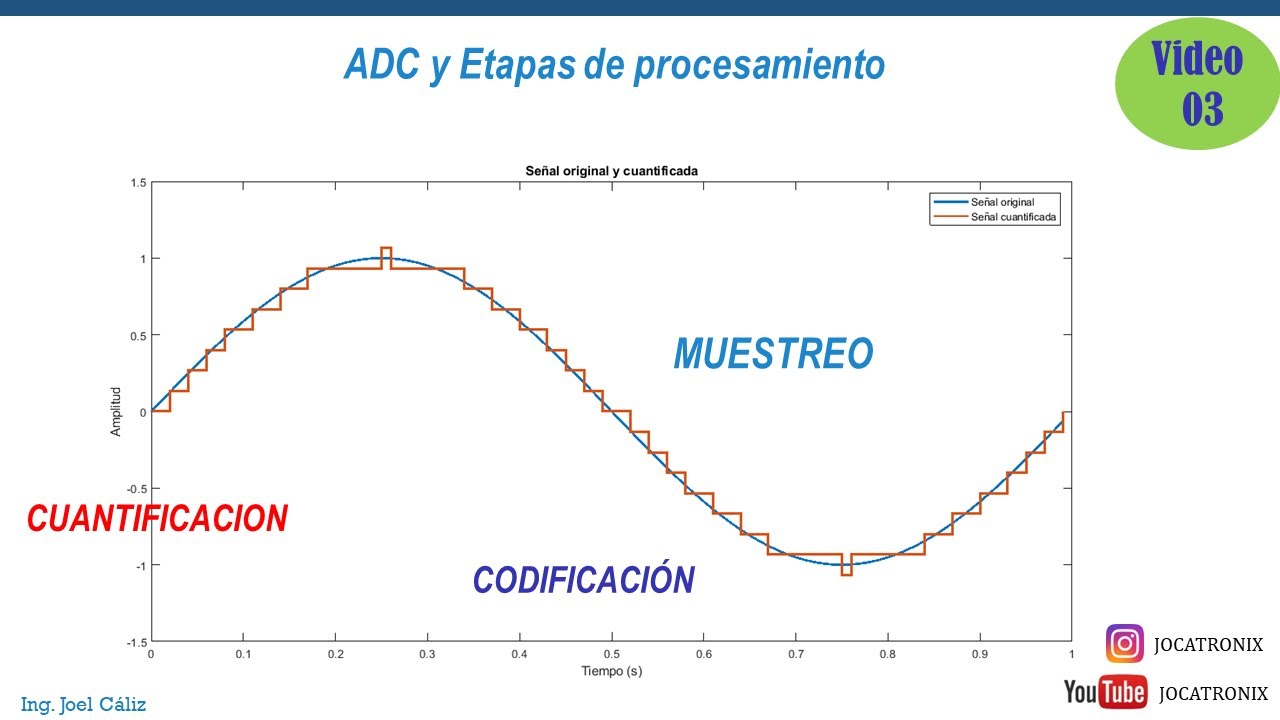 ADC y Etapas de procesamiento
Video
03
Señal original y cuantificada
Señal original
Señal cuantificada
1.5
1
0.5
0
-0.5
-1
-1.5
Amplitud
MUESTREO
CUANTIFICACION
CODIFICACIÓN
0 0.1 0.2 0.3 0.4 0.5 0.6 0.7 0.8 0.9 1
Tiempo (s)
JOCATRONIX
YouTube JOCATRONIX
Ing. Joel Cáliz